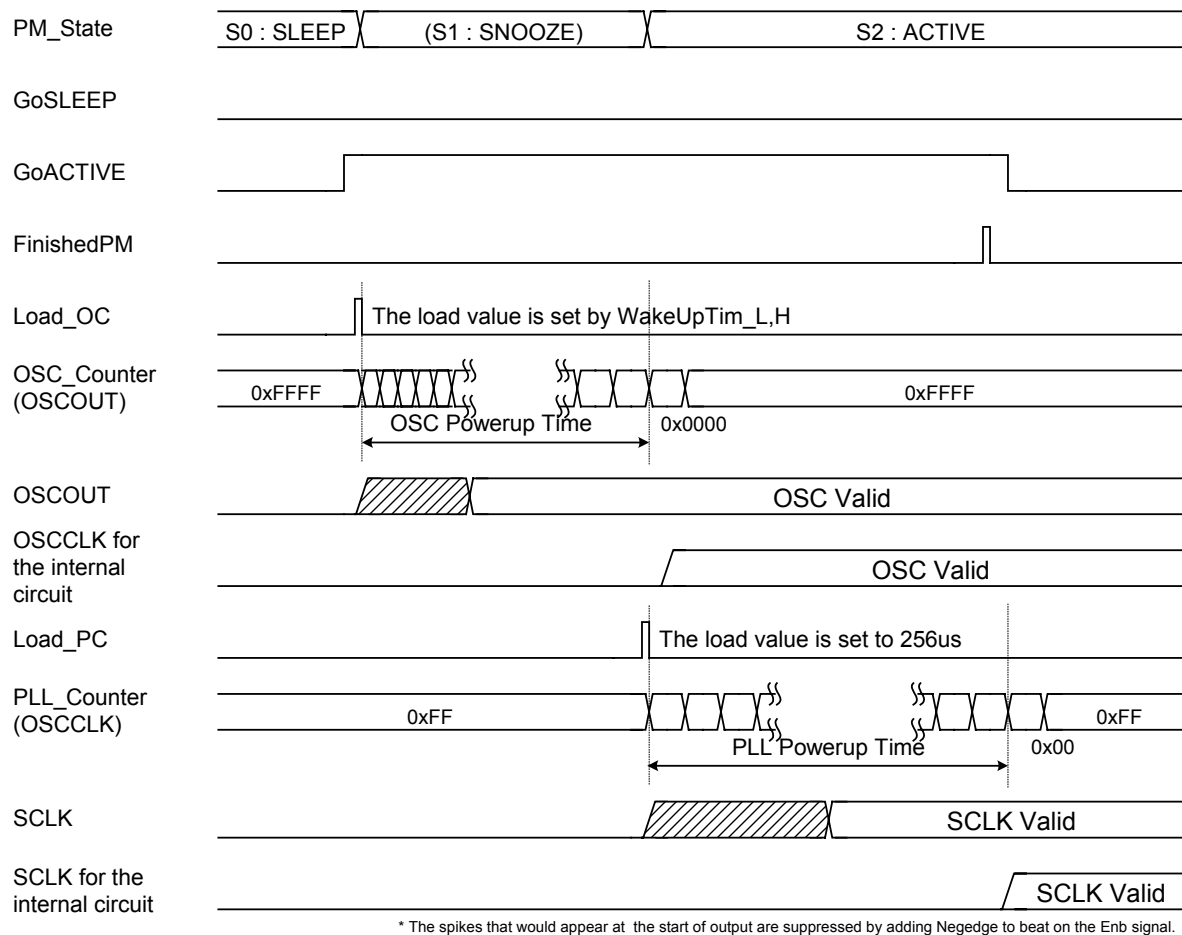 PM_State
S0 : SLEEP
(S1 : SNOOZE)
S2 : ACTIVE
GoSLEEP
GoACTIVE
FinishedPM
Load_OC
The load value is set by WakeUpTim_L,H
OSC_Counter
(OSCOUT)
0xFFFF
0xFFFF
OSC Powerup Time
0x0000
OSCOUT
OSC Valid
OSCCLK for
the internal
circuit
OSC Valid
Load_PC
The load value is set to 256us
PLL_Counter
(OSCCLK)
0xFF
0xFF
PLL Powerup Time
0x00
SCLK
SCLK Valid
SCLK for the
internal circuit
SCLK Valid
* The spikes that would appear at the start of output are suppressed by adding Negedge to beat on the Enb signal.